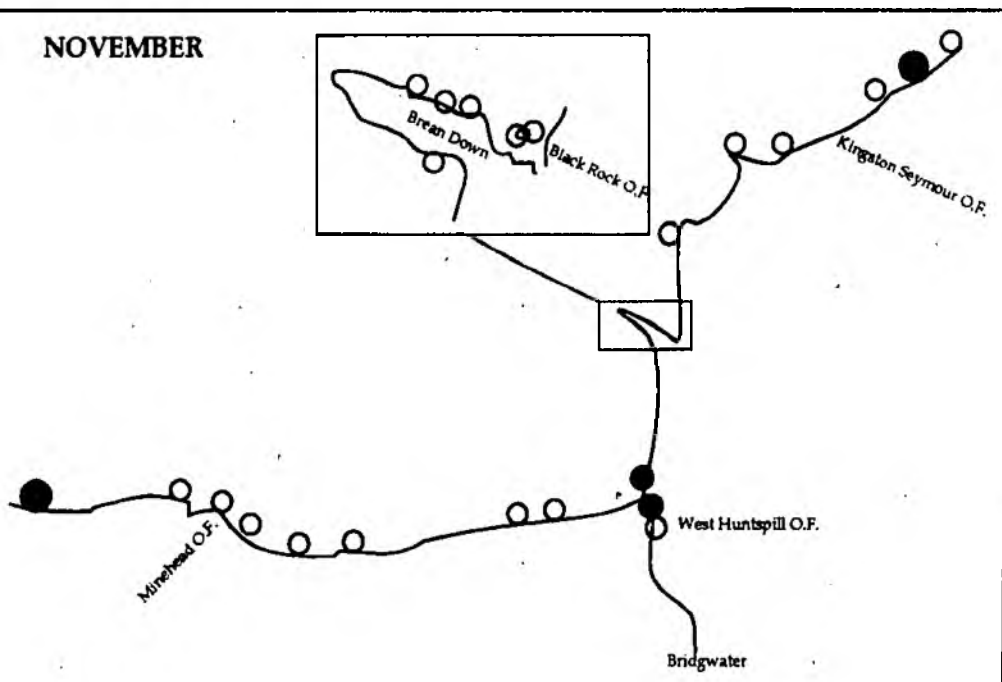 NOVEMBER
Brean Down
Black Rock O.F.
Kingston Seymour O.F.
Minehead O.F.
West Huntspill O.F.
Bridgwater